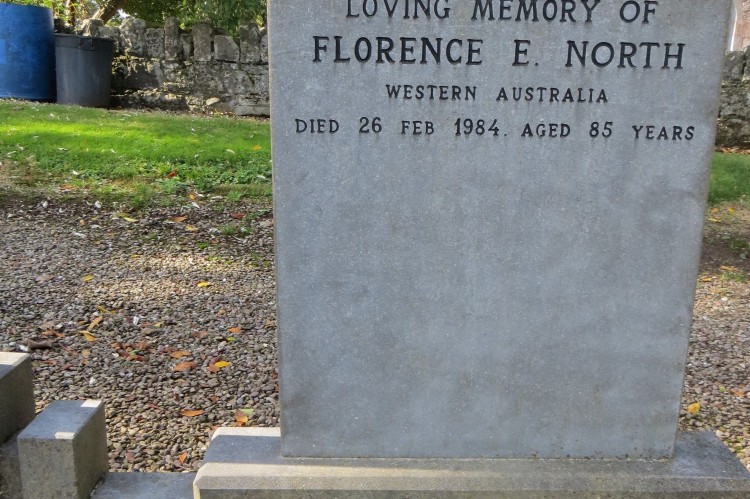 LOVING MEMORY OF
FLORENCE E. NORTH
WESTERN AUSTRALIA
DIED 26 FEB 1984. AGED 85 YEARS